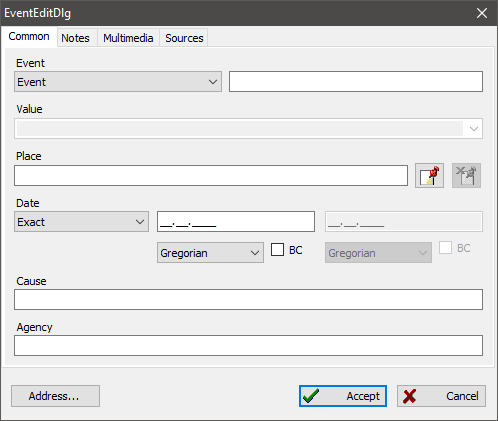 EventEditDlg
Common Notes Multimedia Sources
Event
Event
Value
Place
Date
Exact __.__.____ __.__.____
Gregorian BC Gregorian BC
Cause
Agency
Address... Accept Cancel